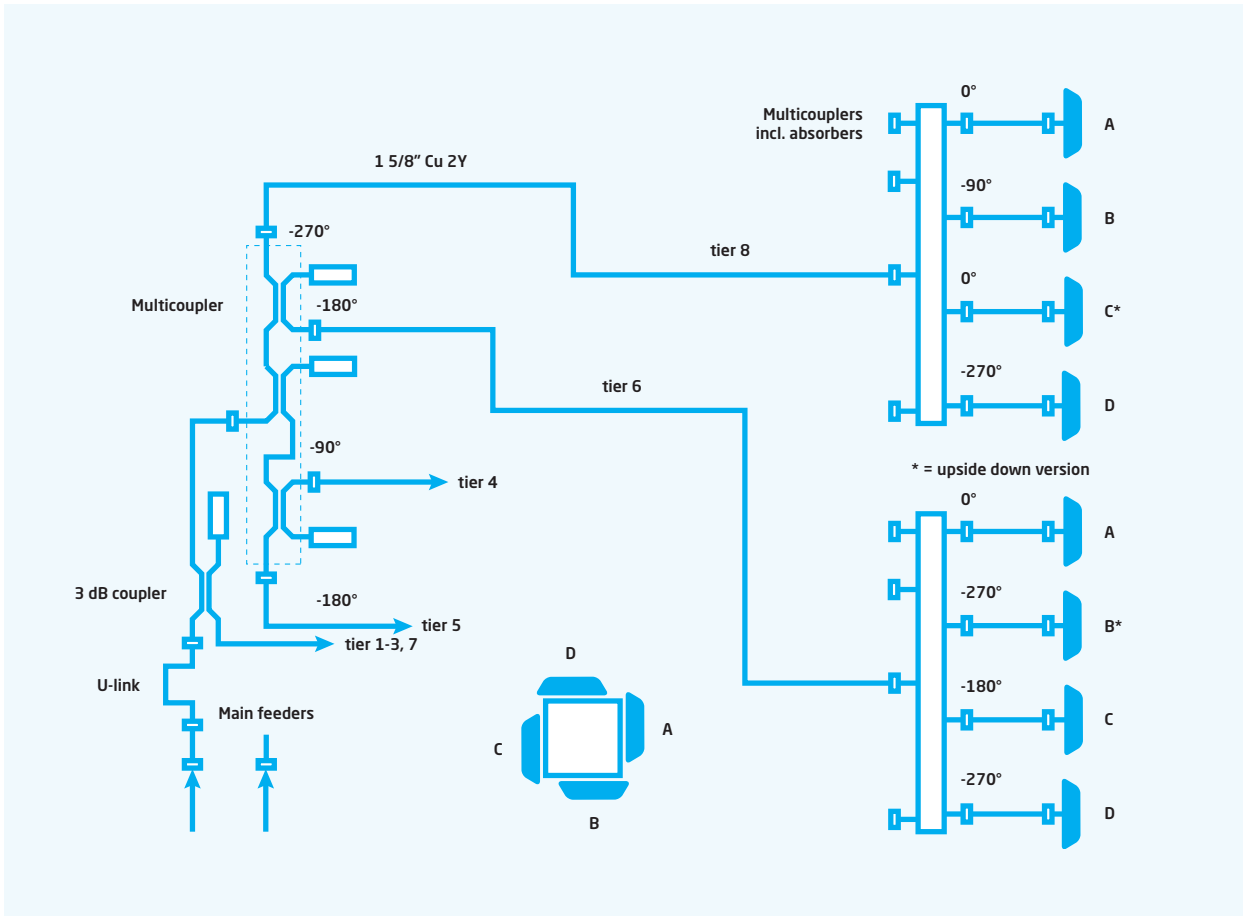 1 5/8” Cu 2Y
-270°
Multicoupler
-180°
-90°
tier 4
3 dB coupler
-180°
tier 5
tier 1-3, 7
U-link
Main feeders
tier 8
tier 6
D
A
C
B
Multicouplers
incl. absorbers
0°
A
-90°
B
0°
C*
-270°
D
* = upside down version
0°
A
-270°
B*
-180°
C
-270°
D